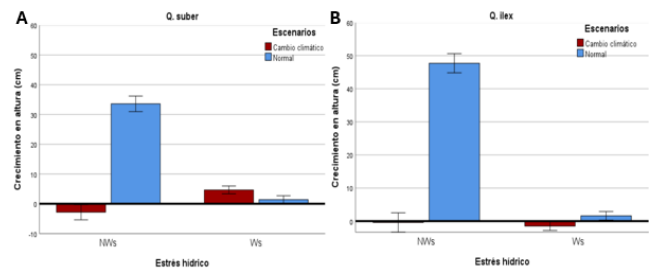 A
Q. suber
Escenarios
Cambio climático
Normal
Crecimiento en altura (cm)
60
50
40
30
20
10
0
-10
NWs
Ws
Estrés hídrico
B
Q. ilex
Escenarios
Cambio climático
Normal
Crecimiento en altura (cm)
60
50
40
30
20
10
0
NWs
Ws
Estrés hídrico